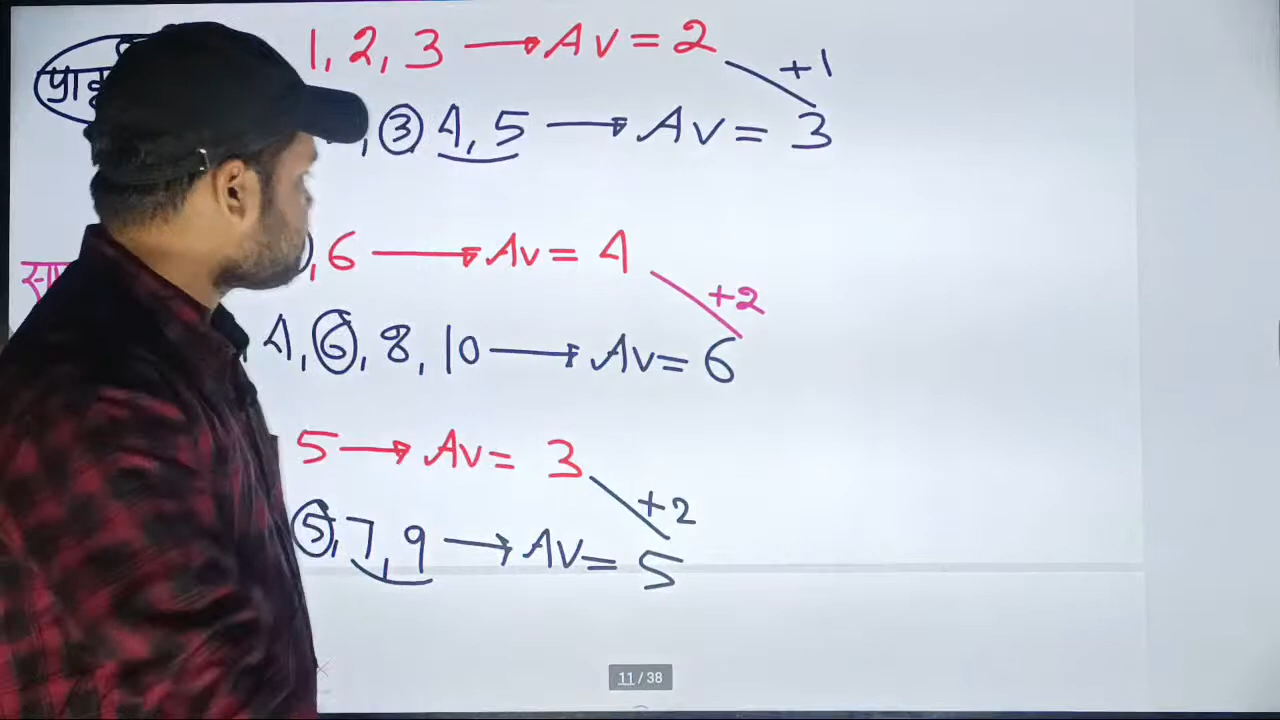 1, 2, 3 → Av = 2
+1
, 3 4, 5 → Av = 3
, 6 → Av = 4
+2
4, 6, 8, 10 → Av = 6
5 → Av = 3
+2
5, 7, 9 → Av = 5
11 / 38